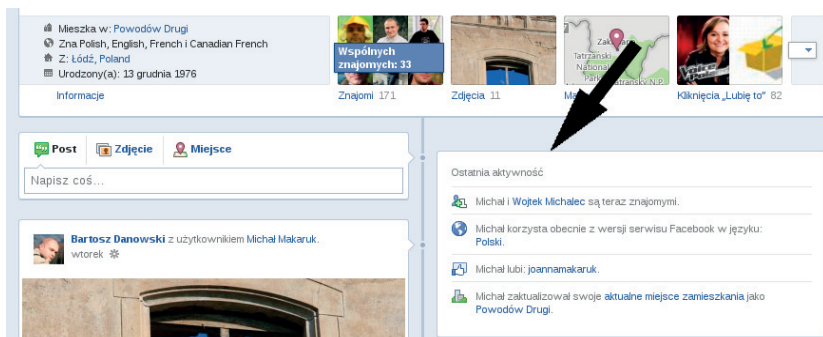 Mieszka w: Powodów Drugi
Zna Polish, English, French i Canadian French
Z: Łódź, Poland
Urodzony(a): 13 grudnia 1976
Informacje
Wspólnych
znajomych: 33
Znajomi 171
Zdjęcia 11
Tatrzański
National
Park
Kliknięcia „Lubię to” 82
Post Zdjęcie Miejsce
Napisz coś...
Bartosz Danowski z użytkownikiem Michał Makaruk.
wtorek
Ostatnia aktywność
Michał i Wojtek Michalec są teraz znajomymi.
Michał korzysta obecnie z wersji serwisu Facebook w języku:
Polski.
Michał lubi: joannamakaruk.
Michał zaktualizował swoje aktualne miejsce zamieszkania jako
Powodów Drugi.